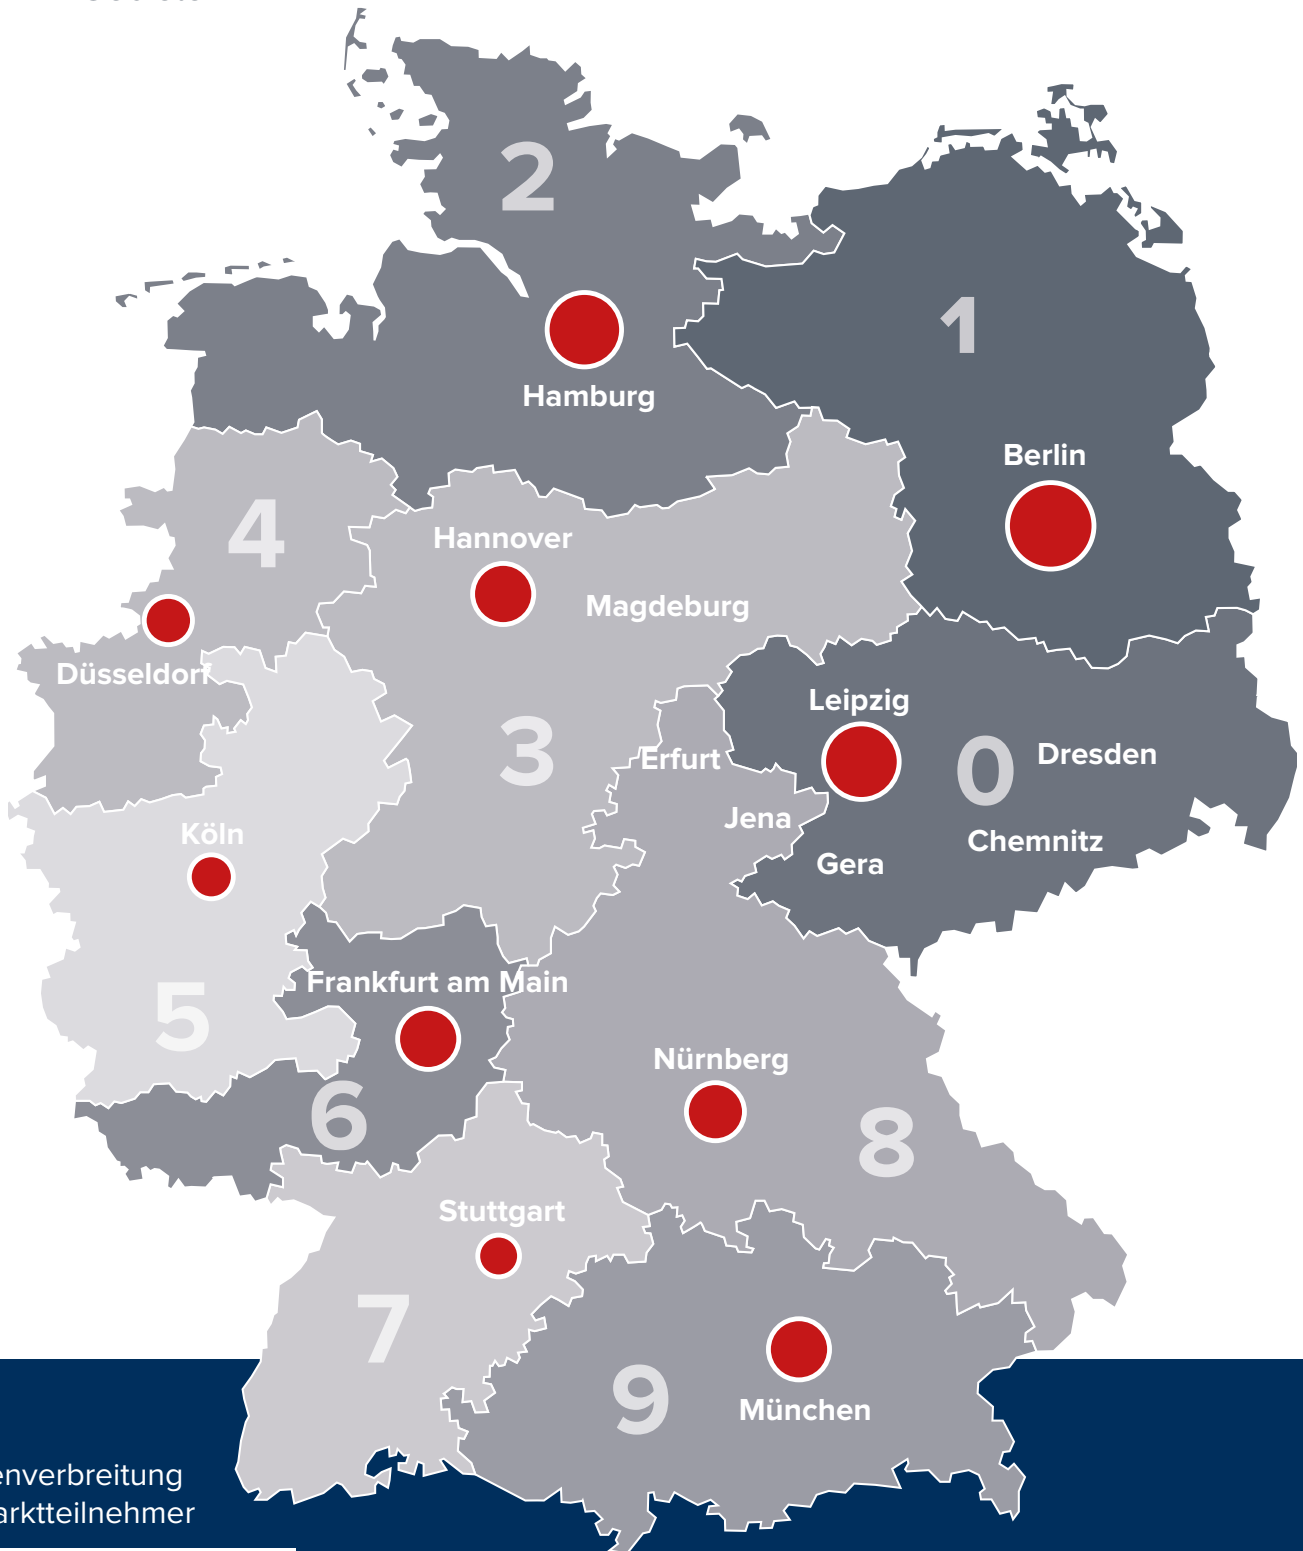 2
1
Hamburg
Berlin
4
Hannover
Magdeburg
Düsseldorf
Leipzig
3
Erfurt
0
Dresden
Jena
Köln
Chemnitz
Gera
Frankfurt am Main
5
Nürnberg
6
8
Stuttgart
7
9
München
enverbreitung
arktteilnehmer